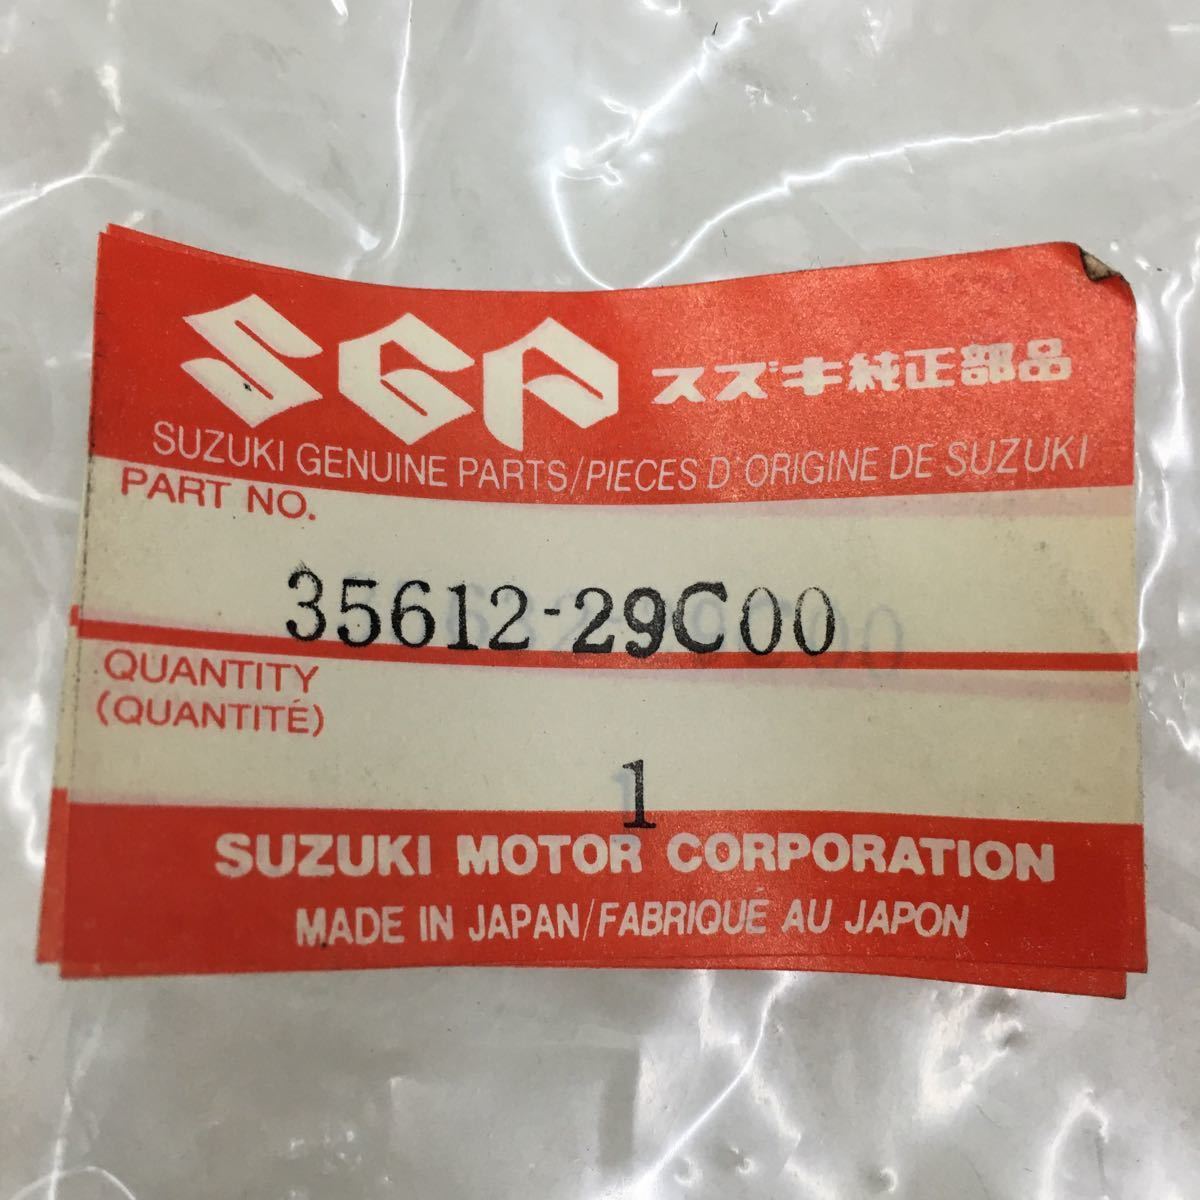 SGP スズキ純正部品
SUZUKI GENUINE PARTS/PIECES D'ORIGINE DE SUZUKI
PART NO.
35612-29C00
QUANTITY
(QUANTITÉ)
1
SUZUKI MOTOR CORPORATION
MADE IN JAPAN/FABRIQUÉ AU JAPON